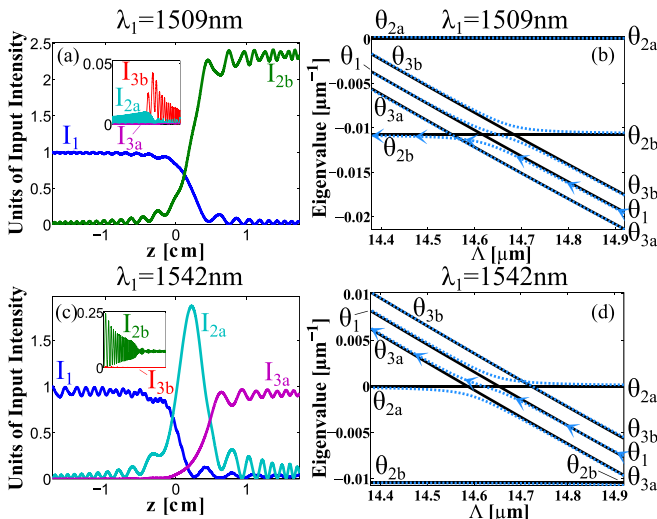 λ₁=1509nm
(a)
Units of Input Intensity
2.5
2
1.5
1
0.5
0
0.05
0
I₃b
I₂a
I₃a
I₁
I₂b
−1 0 1
z [cm]
λ₁=1509nm
(b)
Eigenvalue [μm⁻¹]
0
−0.005
−0.01
−0.015
−0.02
θ₂a
θ₁
θ₃b
θ₃a
θ₂b
θ₂a
θ₂b
θ₃b
θ₁
θ₃a
14.4 14.5 14.6 14.7 14.8 14.9
Λ [μm]
λ₁=1542nm
(c)
Units of Input Intensity
1.5
1
0.5
0
0.25
0
I₂b
I₃b
I₂a
I₁
I₃a
−1 0 1
z [cm]
λ₁=1542nm
(d)
Eigenvalue [μm⁻¹]
0.01
0.005
0
−0.005
−0.01
θ₁
θ₃b
θ₃a
θ₂a
θ₂b
θ₂a
θ₃b
θ₁
θ₃a
θ₂b
14.4 14.5 14.6 14.7 14.8 14.9
Λ [μm]